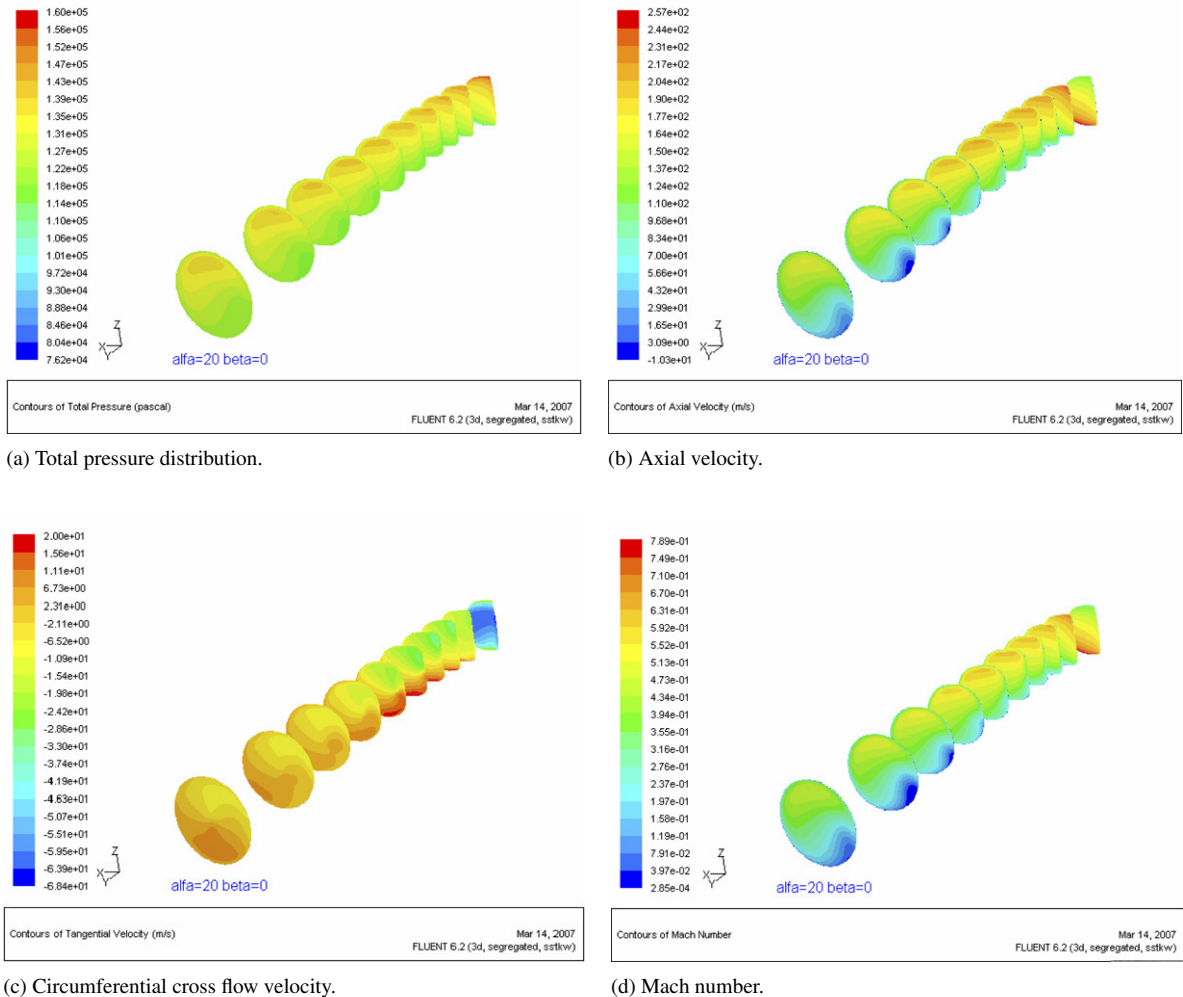 1.60e+05
1.56e+05
1.52e+05
1.47e+05
1.43e+05
1.39e+05
1.35e+05
1.31e+05
1.26e+05
1.22e+05
1.18e+05
1.14e+05
1.10e+05
1.06e+05
1.01e+05
9.72e+04
9.30e+04
8.88e+04
8.46e+04
8.04e+04
7.62e+04
Z
X
Y
alfa=20 beta=0
Contours of Total Pressure (pascal)
Mar 14, 2007
FLUENT 6.2 (3d, segregated, sstkw)
(a) Total pressure distribution.
2.57e+02
2.44e+02
2.31e+02
2.17e+02
2.04e+02
1.90e+02
1.77e+02
1.64e+02
1.50e+02
1.37e+02
1.24e+02
1.10e+02
9.68e+01
8.34e+01
7.00e+01
5.66e+01
4.32e+01
2.99e+01
1.65e+01
3.09e+00
-1.03e+01
Z
X
Y
alfa=20 beta=0
Contours of Axial Velocity (m/s)
Mar 14, 2007
FLUENT 6.2 (3d, segregated, sstkw)
(b) Axial velocity.
2.00e+01
1.56e+01
1.11e+01
6.73e+00
2.31e+00
-2.11e+00
-6.52e+00
-1.09e+01
-1.54e+01
-1.98e+01
-2.42e+01
-2.86e+01
-3.30e+01
-3.74e+01
-4.19e+01
-4.63e+01
-5.07e+01
-5.51e+01
-5.95e+01
-6.39e+01
-6.84e+01
Z
X
Y
alfa=20 beta=0
Contours of Tangential Velocity (m/s)
Mar 14, 2007
FLUENT 6.2 (3d, segregated, sstkw)
(c) Circumferential cross flow velocity.
7.89e-01
7.49e-01
7.10e-01
6.70e-01
6.31e-01
5.92e-01
5.52e-01
5.13e-01
4.73e-01
4.34e-01
3.94e-01
3.55e-01
3.16e-01
2.76e-01
2.37e-01
1.97e-01
1.58e-01
1.19e-01
7.91e-02
3.97e-02
2.85e-04
Z
X
Y
alfa=20 beta=0
Contours of Mach Number
Mar 14, 2007
FLUENT 6.2 (3d, segregated, sstkw)
(d) Mach number.